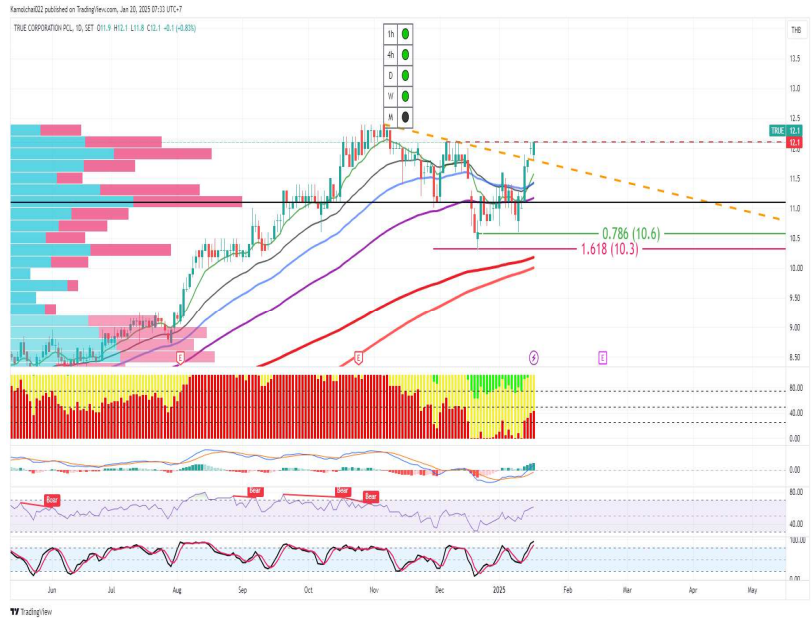 Kamolchai022 published on TradingView.com, Jan 20, 2025 07:33 UTC+7
TRUE CORPORATION PCL, 1D, SET O11.9 H12.1 L11.8 C12.1 +0.1 (+0.83%)
THB
1h
4h
D
W
M
13.5
13.0
12.5
TRUE 12.1
12.1
12.0
11.5
11.0
0.786 (10.6)
10.5
1.618 (10.3)
10.00
9.50
9.00
8.50
E
E
E
80.00
40.00
0.00
0.00
Bear
Bear
Bear
Bear
80.00
40.00
100.00
0.00
Jun
Jul
Aug
Sep
Oct
Nov
Dec
2025
Feb
Mar
Apr
May
TradingView